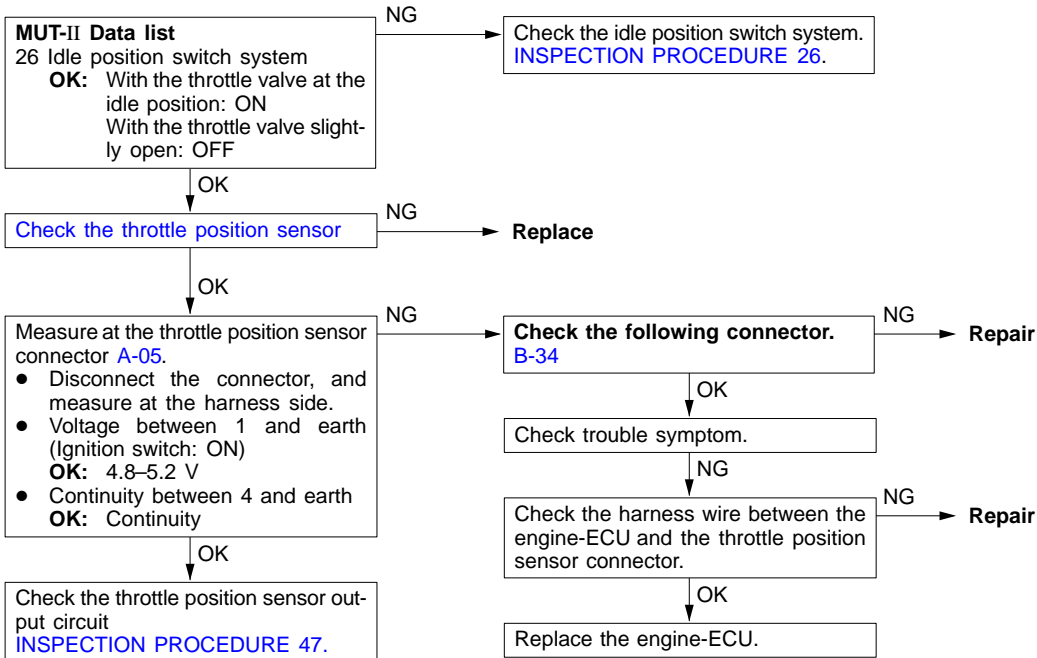 MUT-II Data list
26 Idle position switch system
OK: With the throttle valve at the
idle position: ON
With the throttle valve slight-
ly open: OFF
NG
Check the idle position switch system.
INSPECTION PROCEDURE 26.
OK
Check the throttle position sensor
NG
Replace
OK
Measure at the throttle position sensor
connector A-05.
● Disconnect the connector, and
measure at the harness side.
● Voltage between 1 and earth
(Ignition switch: ON)
OK: 4.8–5.2 V
● Continuity between 4 and earth
OK: Continuity
NG
Check the following connector.
B-34
NG
Repair
OK
Check trouble symptom.
NG
Check the harness wire between the
engine-ECU and the throttle position
sensor connector.
NG
Repair
OK
Replace the engine-ECU.
OK
Check the throttle position sensor out-
put circuit
INSPECTION PROCEDURE 47.